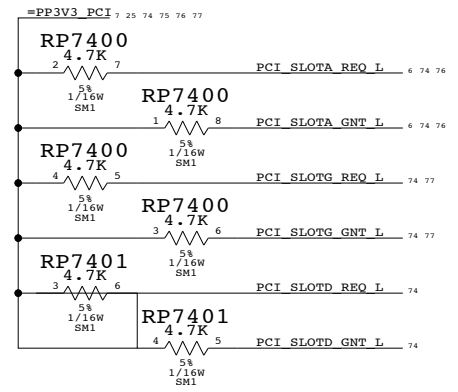 =PP3V3_PCI 7 25 74 75 76 77
RP7400
4.7K
2 7 PCI_SLOTA_REQ_L 6 74 76
5%
1/16W
SM1
RP7400
4.7K
1 8 PCI_SLOTA_GNT_L 6 74 76
5%
1/16W
SM1
RP7400
4.7K
4 5 PCI_SLOTG_REQ_L 74 77
5%
1/16W
SM1
RP7400
4.7K
3 6 PCI_SLOTG_GNT_L 74 77
5%
1/16W
SM1
RP7401
4.7K
3 6 PCI_SLOTD_REQ_L 74
5%
1/16W
SM1
RP7401
4.7K
4 5 PCI_SLOTD_GNT_L 74
5%
1/16W
SM1